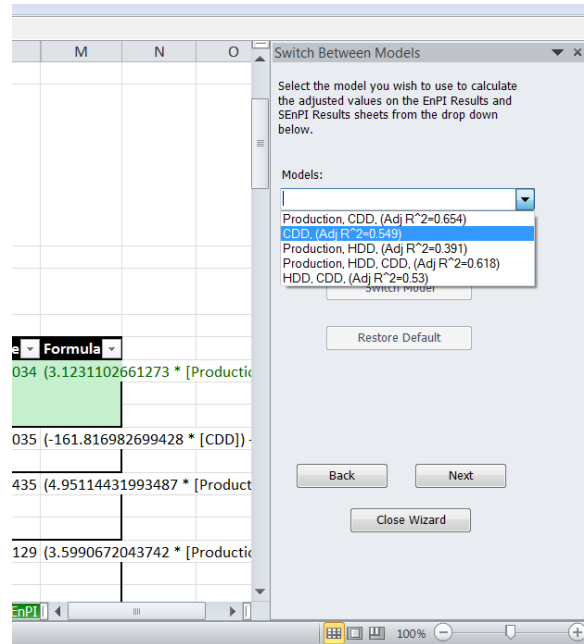 M N O
Switch Between Models
Select the model you wish to use to calculate
the adjusted values on the EnPI Results and
SEnPI Results sheets from the drop down
below.
Models:
Production, CDD, (Adj R^2=0.654)
CDD, (Adj R^2=0.549)
Production, HDD, (Adj R^2=0.391)
Production, HDD, CDD, (Adj R^2=0.618)
HDD, CDD, (Adj R^2=0.53)
Switch Model
Restore Default
e Formula
034 (3.1231102661273 * [Productio
035 (-161.816982699428 * [CDD]) -
435 (4.95114431993487 * [Product
129 (3.5990672043742 * [Productio
Back Next
Close Wizard
EnPI
100%